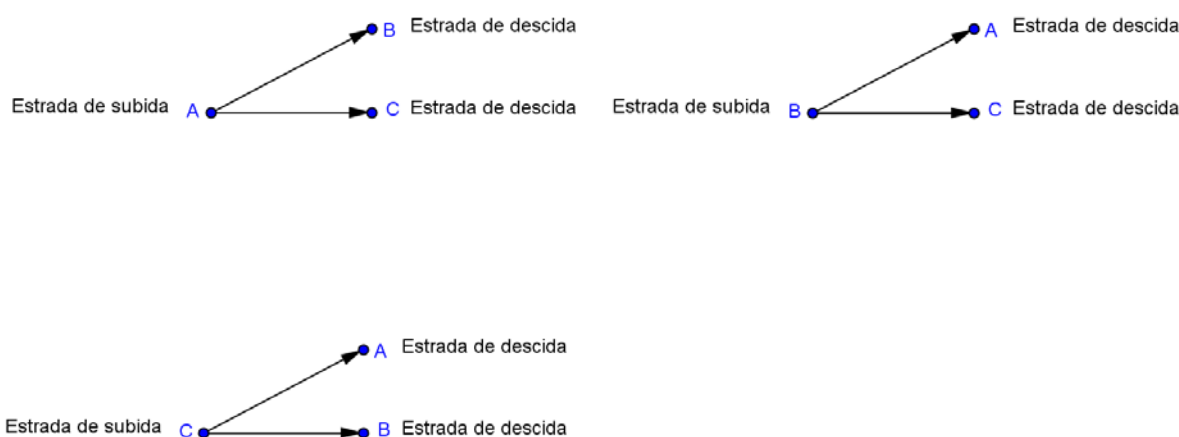 B Estrada de descida
Estrada de subida A C Estrada de descida
A Estrada de descida
Estrada de subida B C Estrada de descida
A Estrada de descida
Estrada de subida C B Estrada de descida